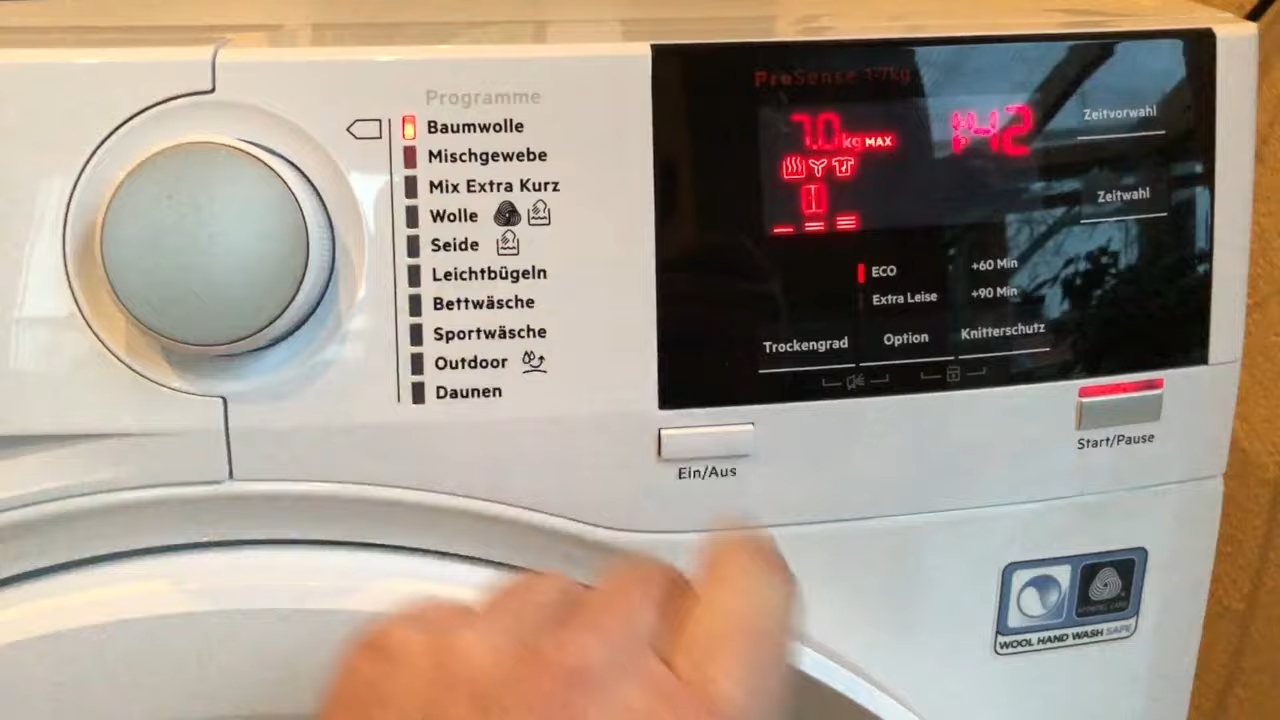 Programme
Baumwolle
Mischgewebe
Mix Extra Kurz
Wolle
Seide
Leichtbügeln
Bettwäsche
Sportwäsche
Outdoor
Daunen
ProSense 1-7kg
7.0 kg MAX
42
Zeitvorwahl
Zeitwahl
ECO
+60 Min
Extra Leise
+90 Min
Trockengrad
Option
Knitterschutz
Ein/Aus
Start/Pause
WOOL HAND WASH SAFE